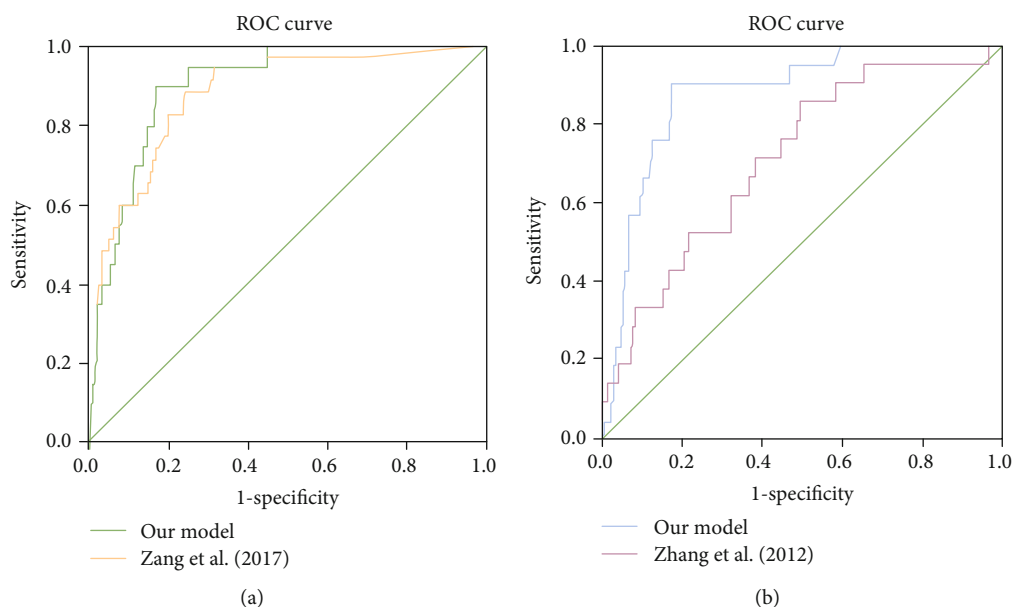 ROC curve
1.0
0.8
0.6
0.4
0.2
0.0
Sensitivity
0.0 0.2 0.4 0.6 0.8 1.0
1-specificity
Our model
Zang et al. (2017)
(a)
ROC curve
1.0
0.8
0.6
0.4
0.2
0.0
Sensitivity
0.0 0.2 0.4 0.6 0.8 1.0
1-specificity
Our model
Zhang et al. (2012)
(b)